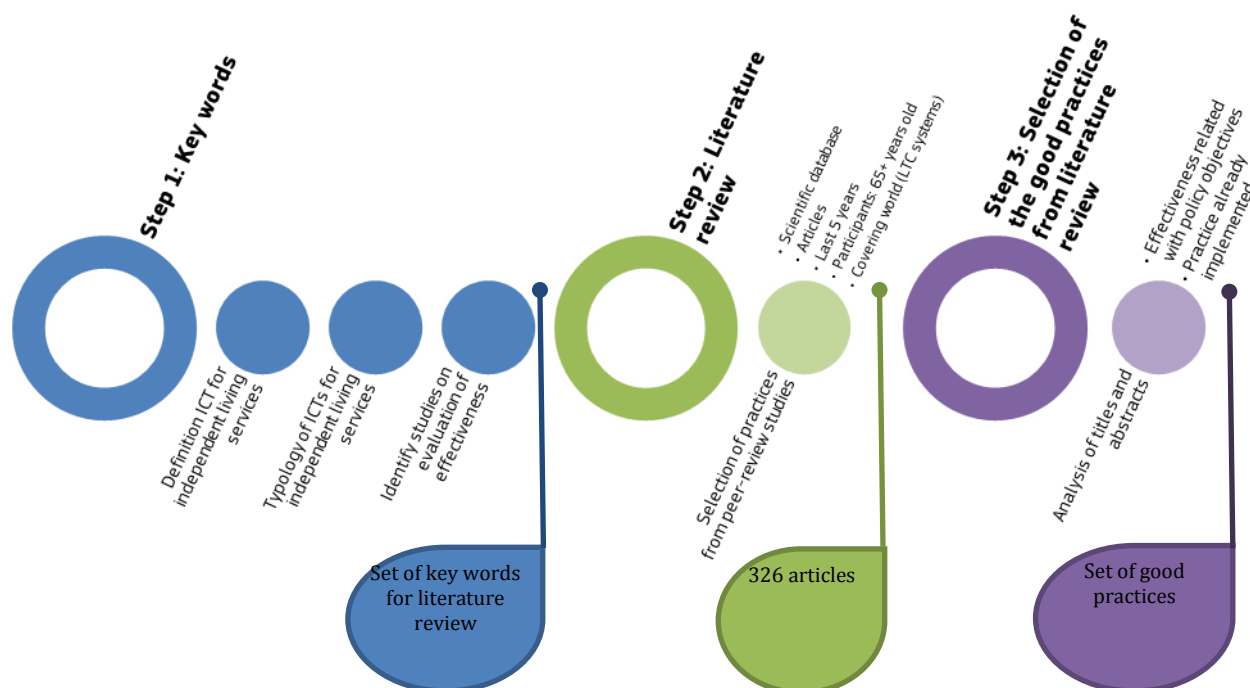 Step 1: Key words
Definition ICT for
independent living
services
Typology of ICTs for
independent living
services
Identify studies on
evaluation of
effectiveness
Set of key words
for literature
review
Step 2: Literature
review
Selection of practices
from peer-review studies
• Scientific database
• Articles
• Last 5 years
• Participants: 65+ years old
• Covering world (LTC systems)
326 articles
Step 3: Selection of
the good practices
from literature
review
Analysis of titles and
abstracts
• Effectiveness related
with policy objectives
• Practice already
implemented
Set of good
practices